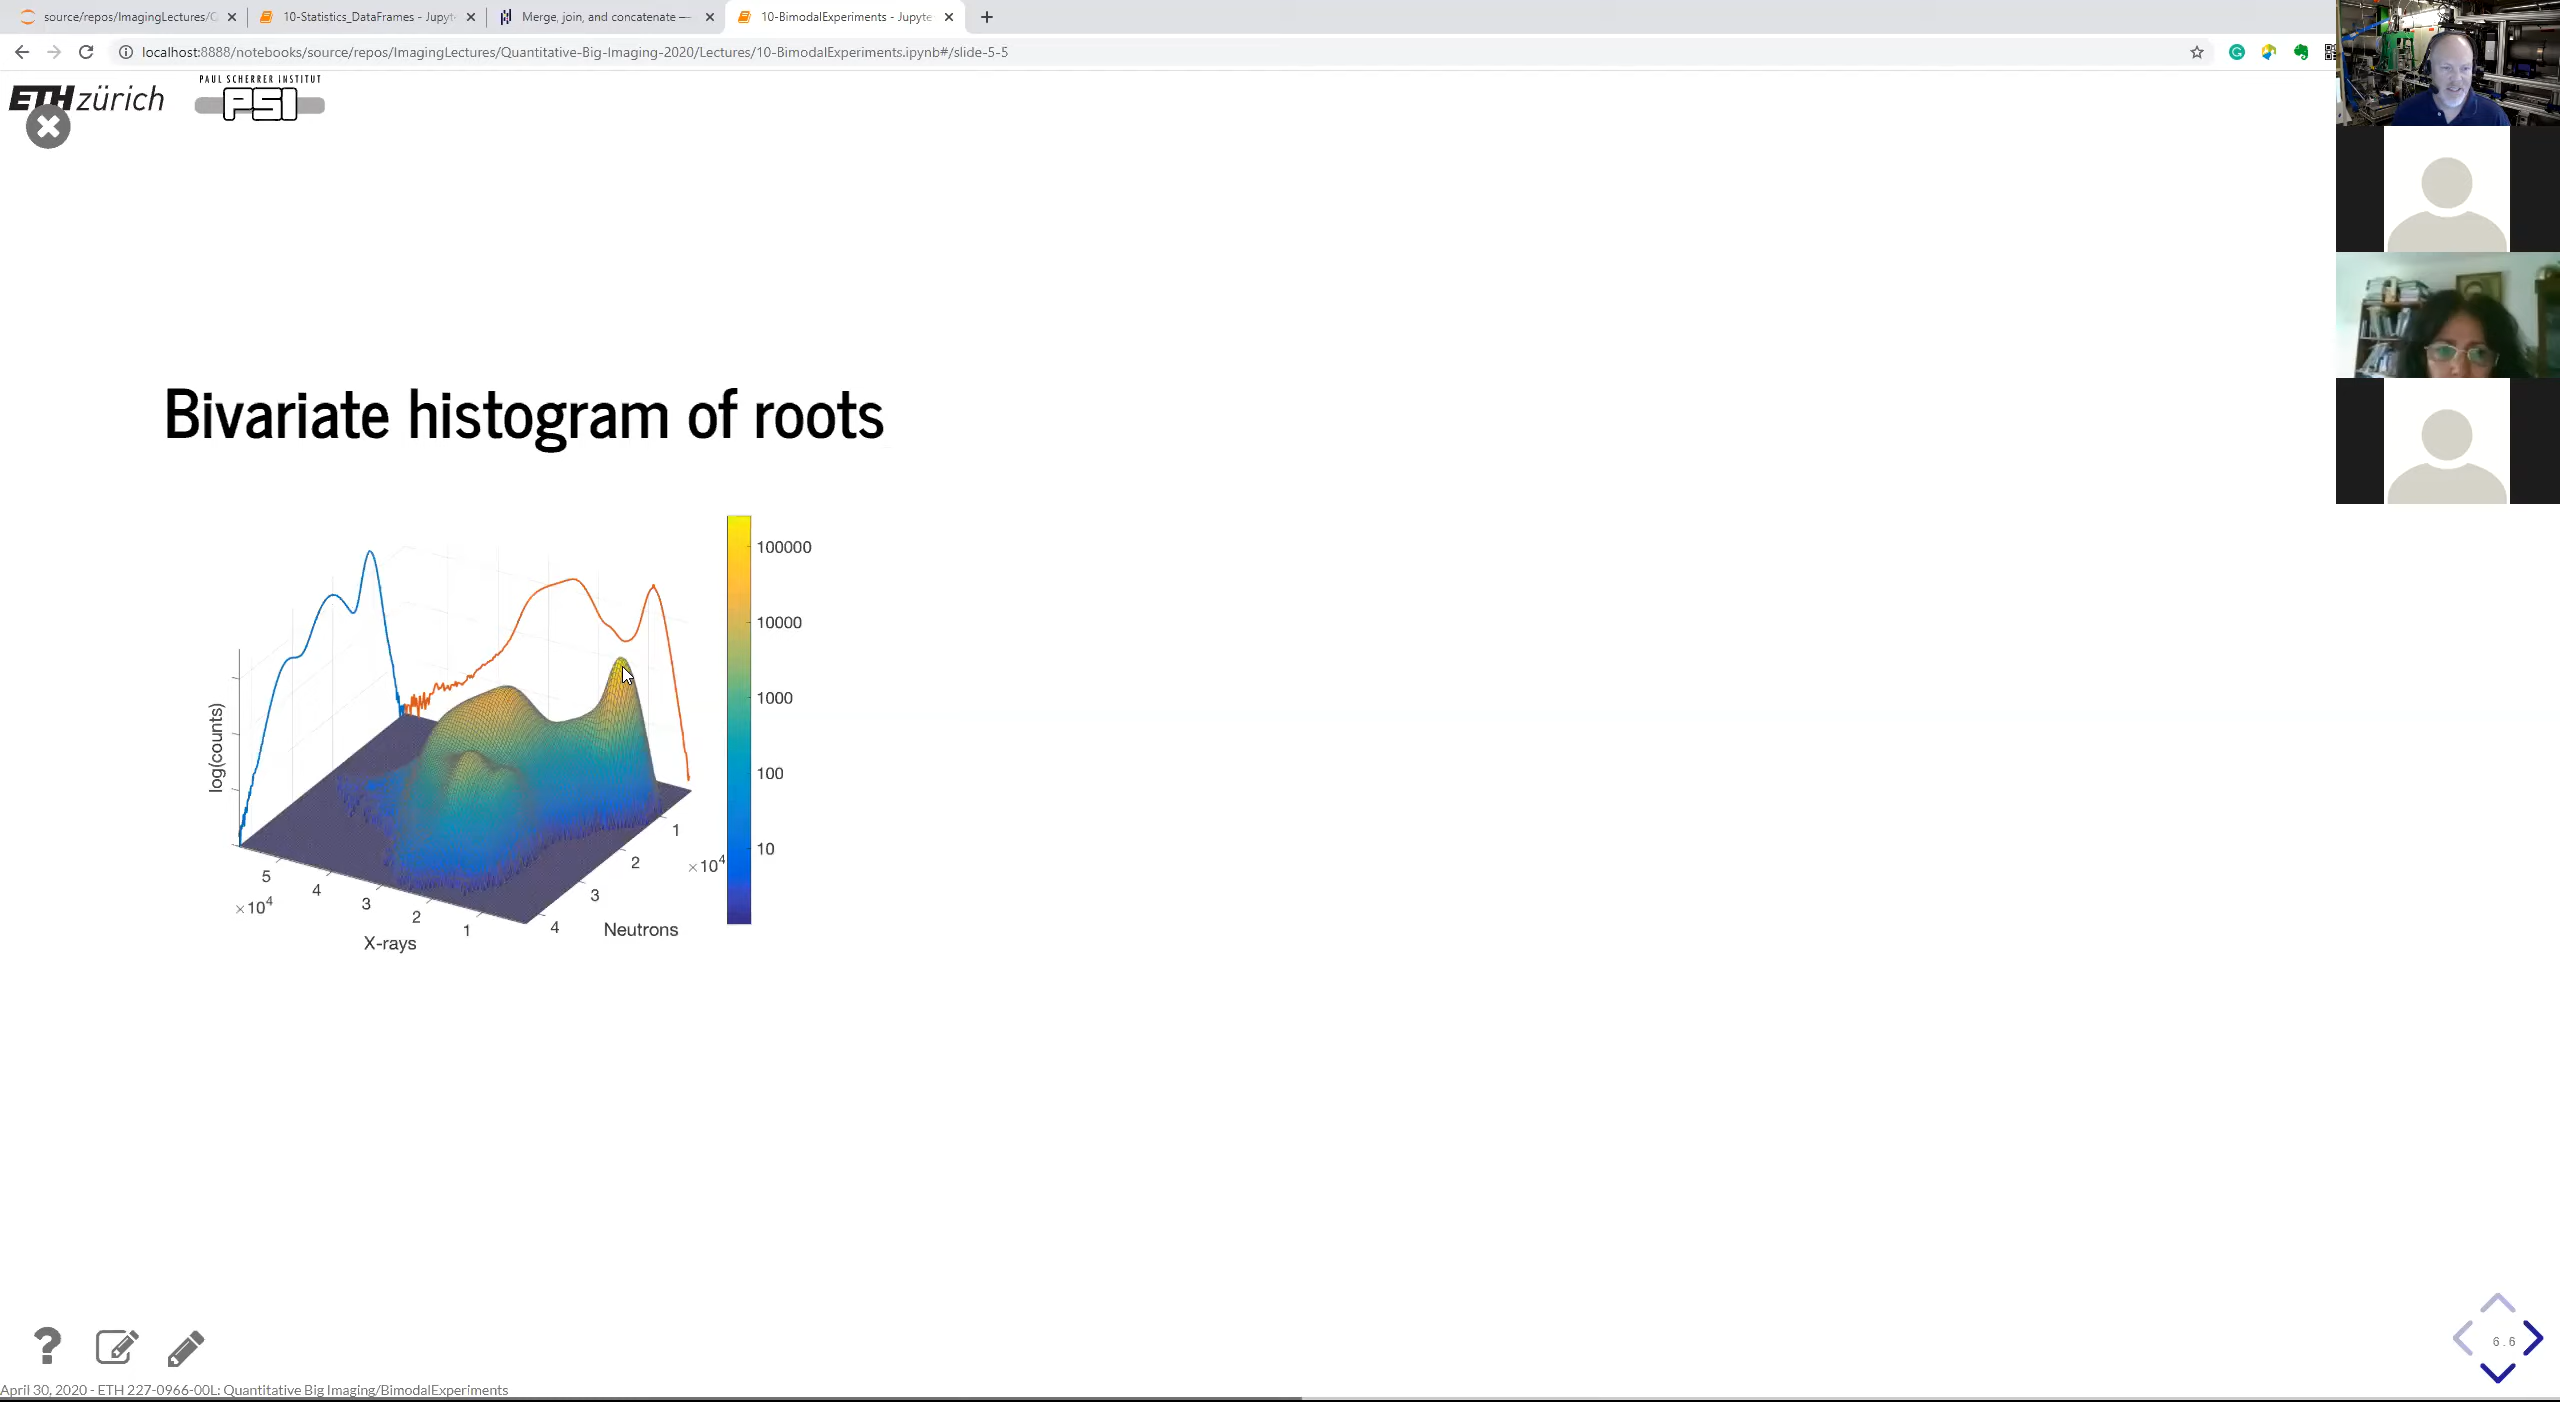 source/repos/ImagingLectures/Q
10-Statistics_DataFrames - Jupyt
Merge, join, and concatenate —
10-BimodalExperiments - Jupyte
localhost:8888/notebooks/source/repos/ImagingLectures/Quantitative-Big-Imaging-2020/Lectures/10-BimodalExperiments.ipynb#/slide-5-5
ETH zürich
PAUL SCHERRER INSTITUT
PSI
Bivariate histogram of roots
100000
10000
1000
100
10
log(counts)
5
4
3
2
1
×10⁴
X-rays
1
2
3
4
×10⁴
Neutrons
6.6
April 30, 2020 - ETH 227-0966-00L: Quantitative Big Imaging/BimodalExperiments